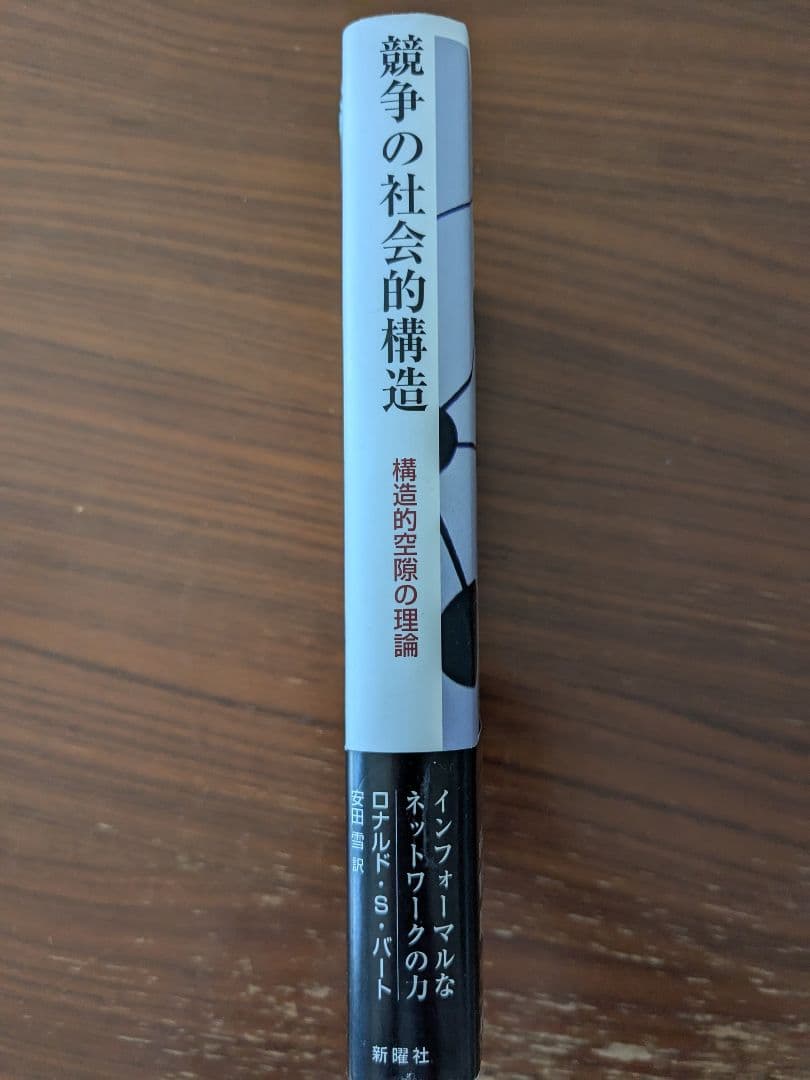 競争の社会的構造
構造的空隙の理論
インフォーマルな
ネットワークの力
ロナルド・S・バート
安田 雪 訳
新曜社